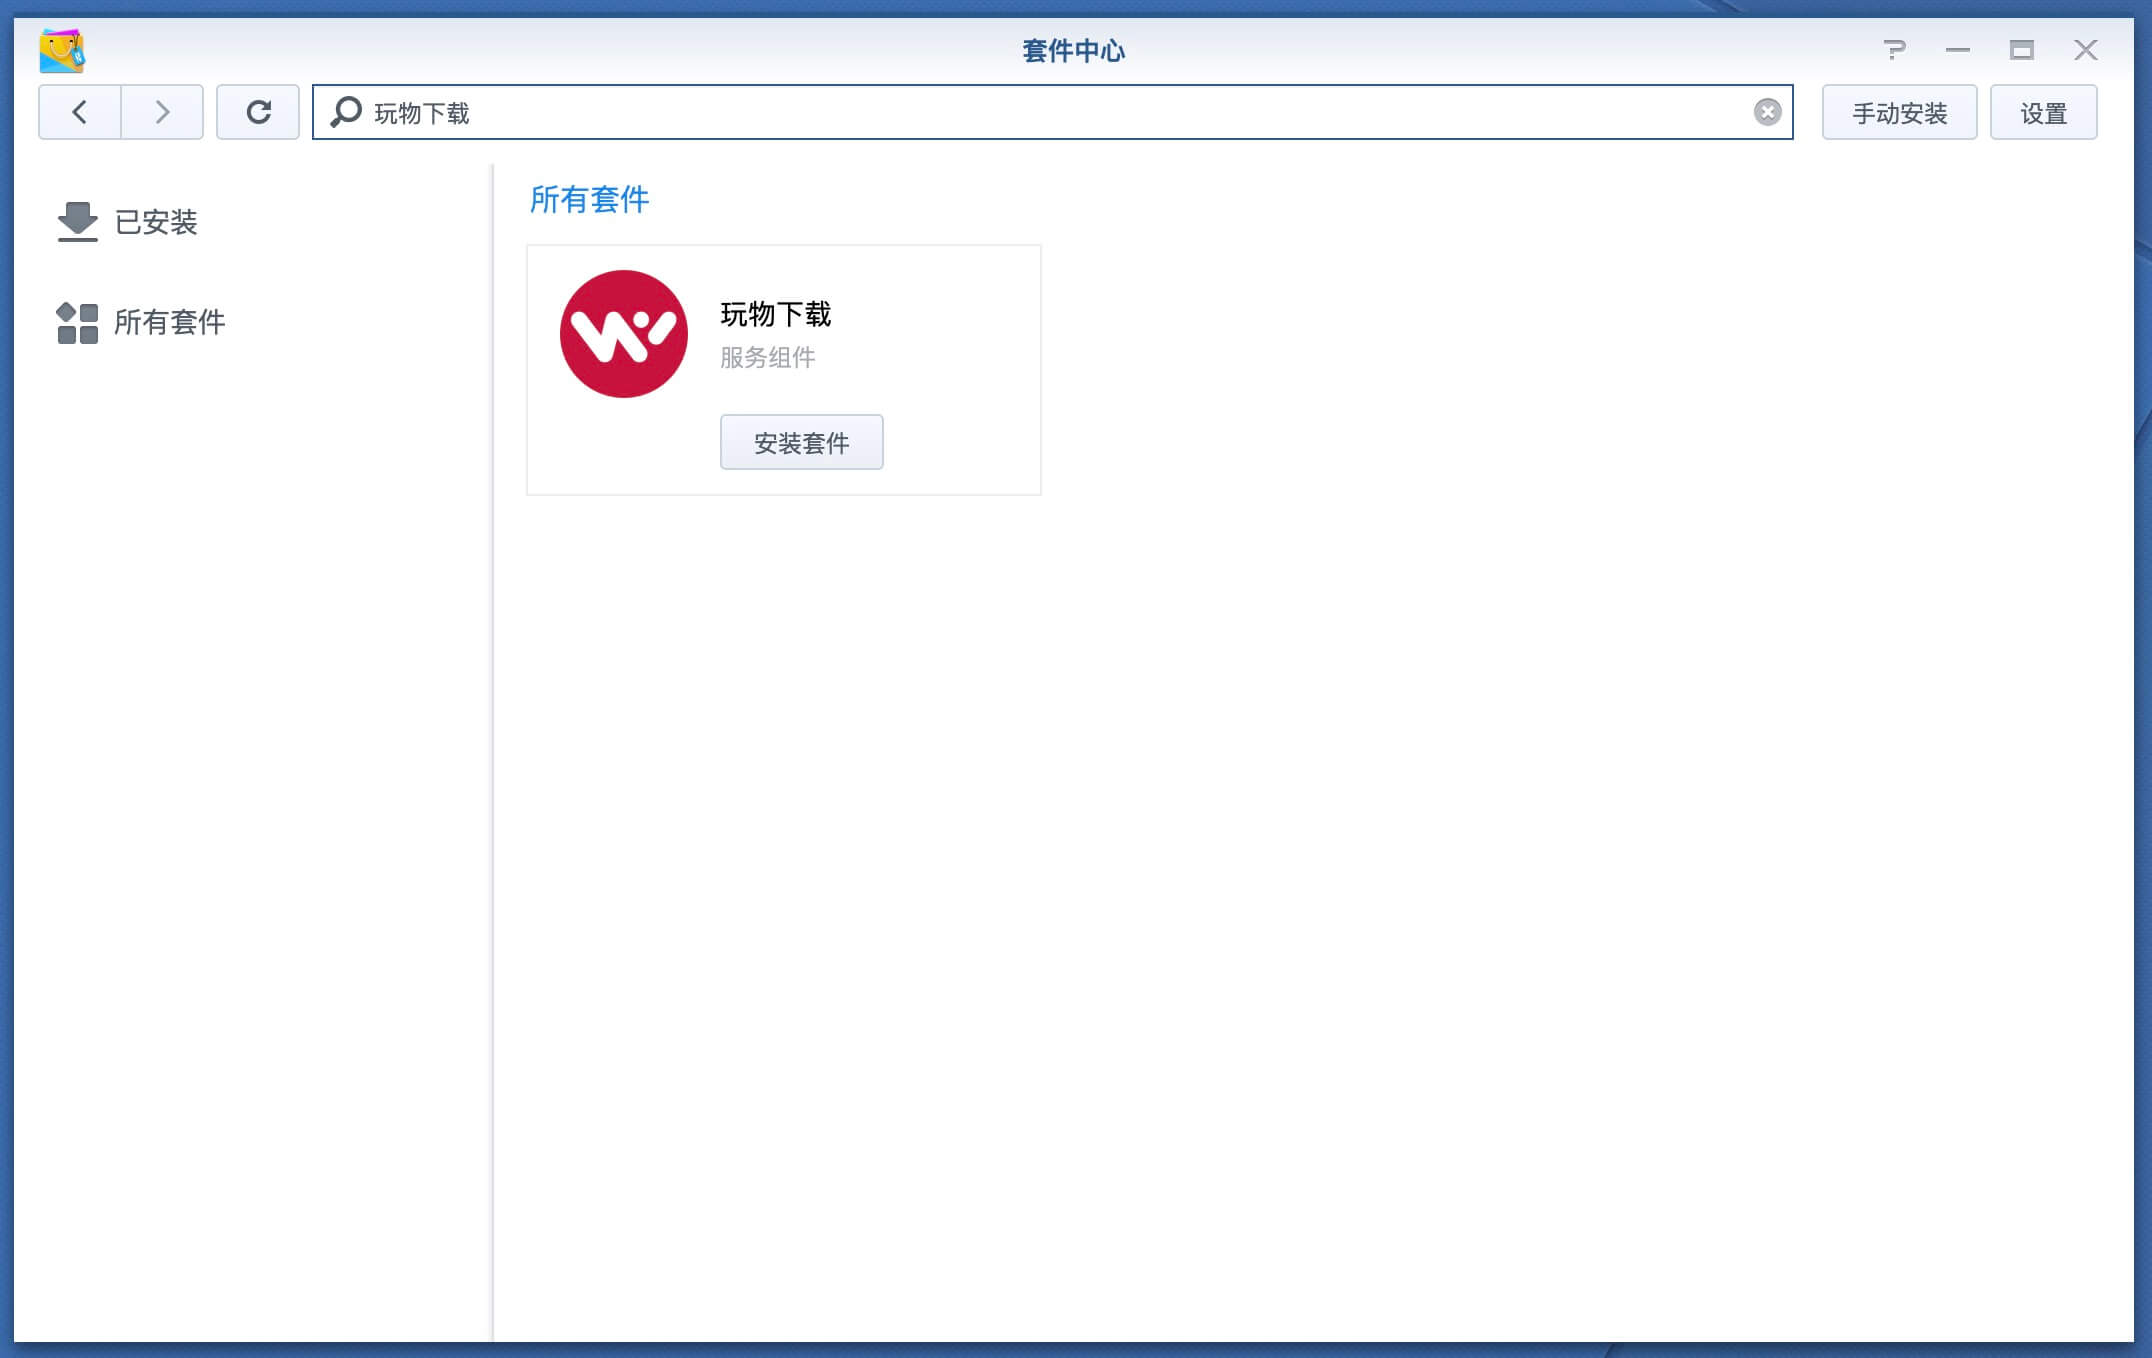 套件中心
玩物下载
手动安装
设置
已安装
所有套件
所有套件
玩物下载
服务组件
安装套件